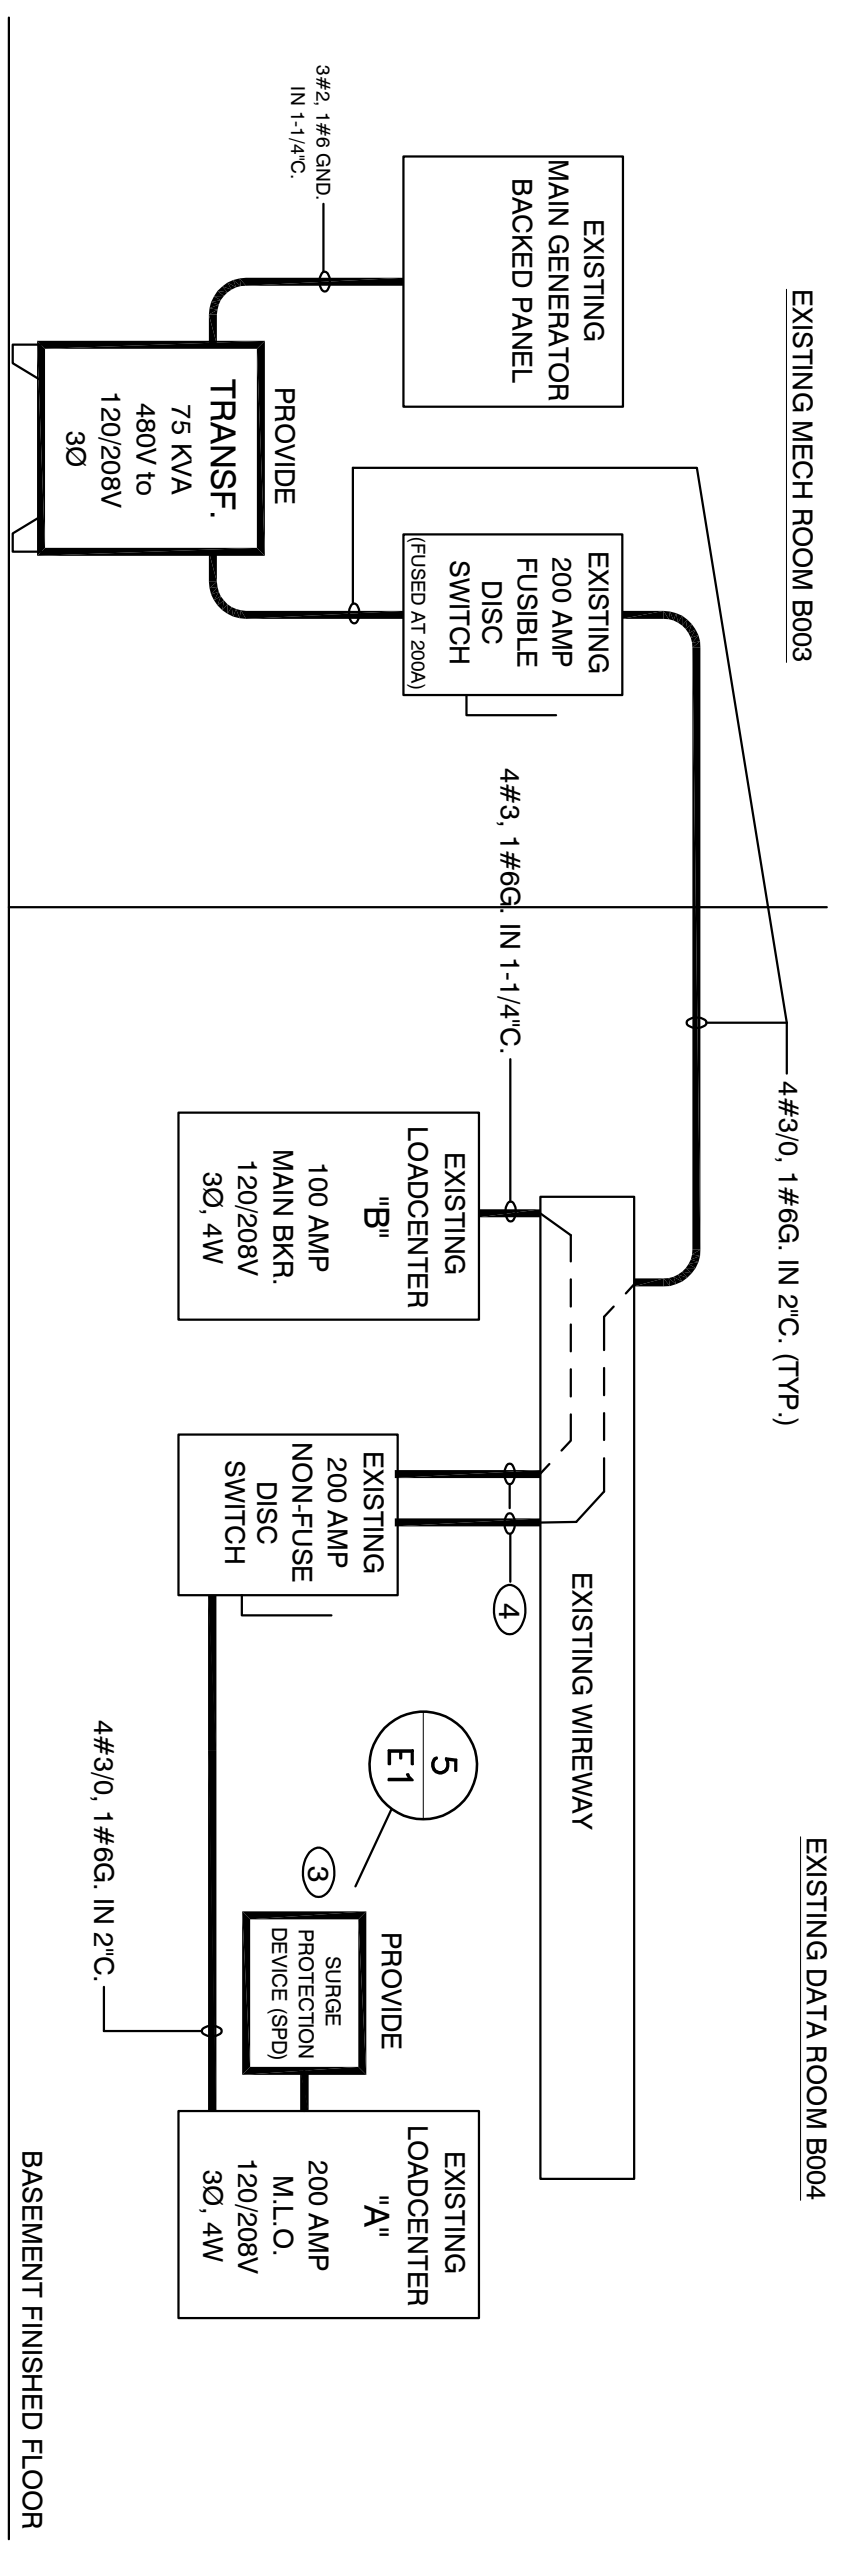 EXISTING MECH ROOM B003
EXISTING DATA ROOM B004
3#2, 1#6 GND.
IN 1-1/4"C.
EXISTING
MAIN GENERATOR
BACKED PANEL
PROVIDE
TRANSF.
75 KVA
480V to
120/208V
3Ø
EXISTING
200 AMP
FUSIBLE
DISC
SWITCH
(FUSED AT 200A)
4#3/0, 1#6G. IN 2"C. (TYP.)
4#3, 1#6G. IN 1-1/4"C.
EXISTING WIREWAY
EXISTING
LOADCENTER
"B"
100 AMP
MAIN BKR.
120/208V
3Ø, 4W
EXISTING
200 AMP
NON-FUSE
DISC
SWITCH
4
5
E1
3
PROVIDE
SURGE
PROTECTION
DEVICE (SPD)
4#3/0, 1#6G. IN 2"C.
EXISTING
LOADCENTER
"A"
200 AMP
M.L.O.
120/208V
3Ø, 4W
BASEMENT FINISHED FLOOR